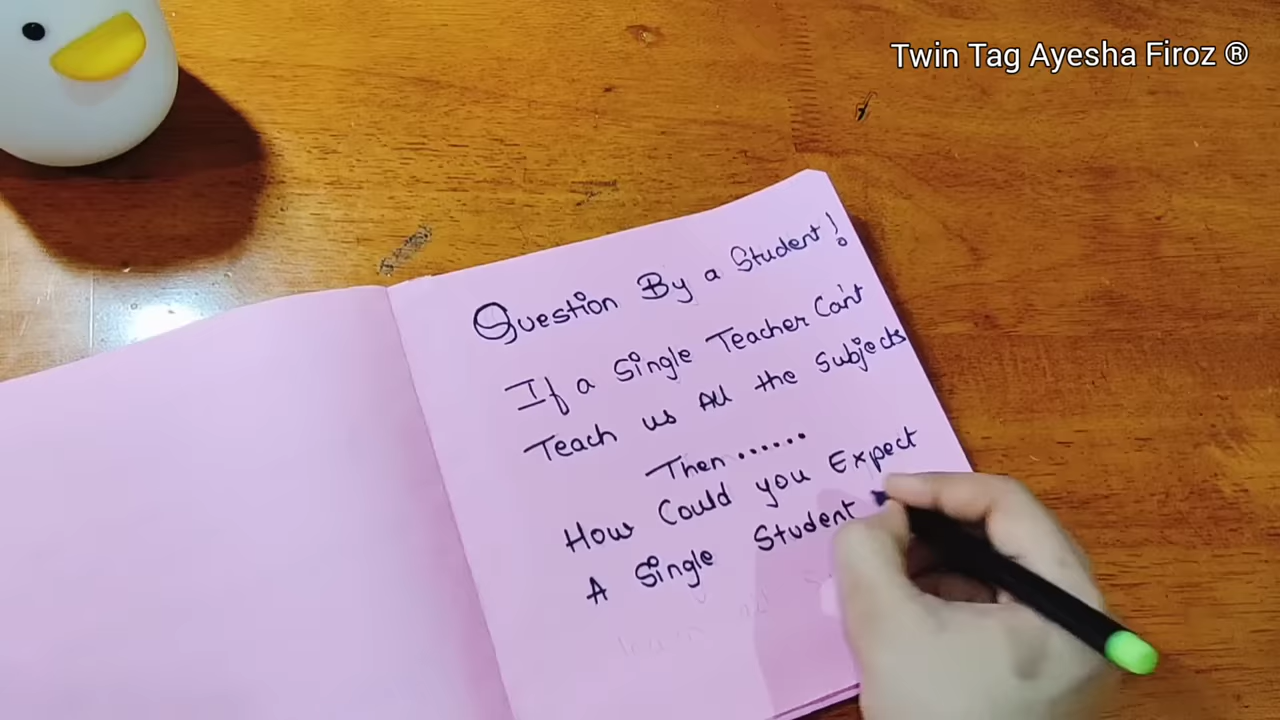 Twin Tag Ayesha Firoz ®
Question By a Student!
If a Single Teacher Can't
Teach us All the Subjects
Then ......
How Could you Expect
A Single Student